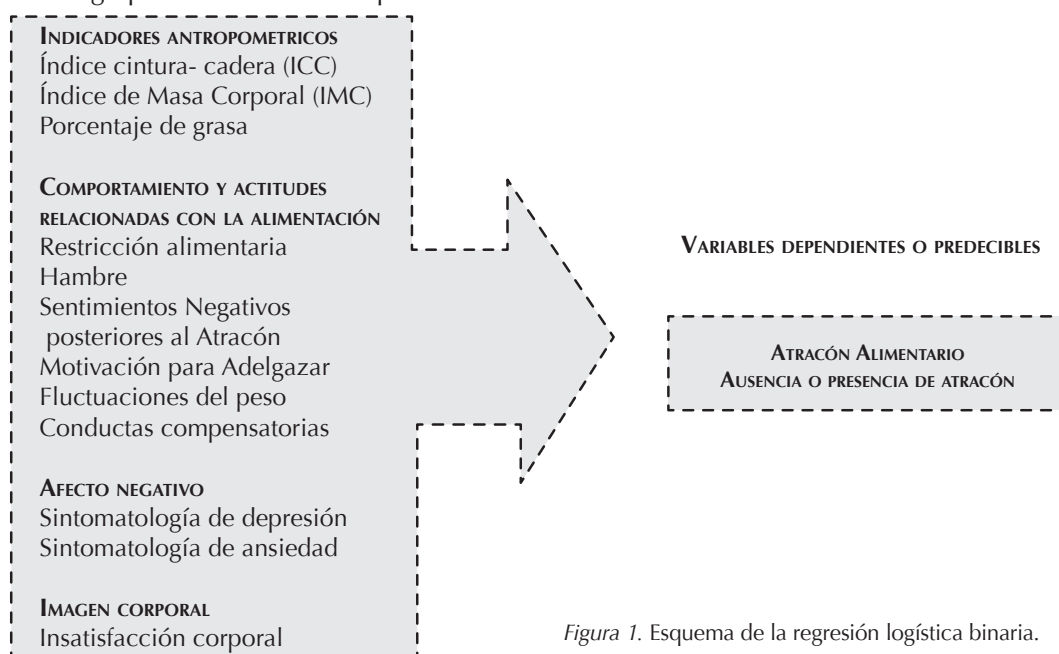 INDICADORES ANTROPOMETRICOS
Índice cintura- cadera (ICC)
Índice de Masa Corporal (IMC)
Porcentaje de grasa
COMPORTAMIENTO Y ACTITUDES
RELACIONADAS CON LA ALIMENTACIÓN
Restricción alimentaria
Hambre
Sentimientos Negativos
posteriores al Atracón
Motivación para Adelgazar
Fluctuaciones del peso
Conductas compensatorias
AFECTO NEGATIVO
Sintomatología de depresión
Sintomatología de ansiedad
IMAGEN CORPORAL
Insatisfacción corporal
VARIABLES DEPENDIENTES O PREDECIBLES
ATRACÓN ALIMENTARIO
AUSENCIA O PRESENCIA DE ATRACÓN
Figura 1. Esquema de la regresión logística binaria.